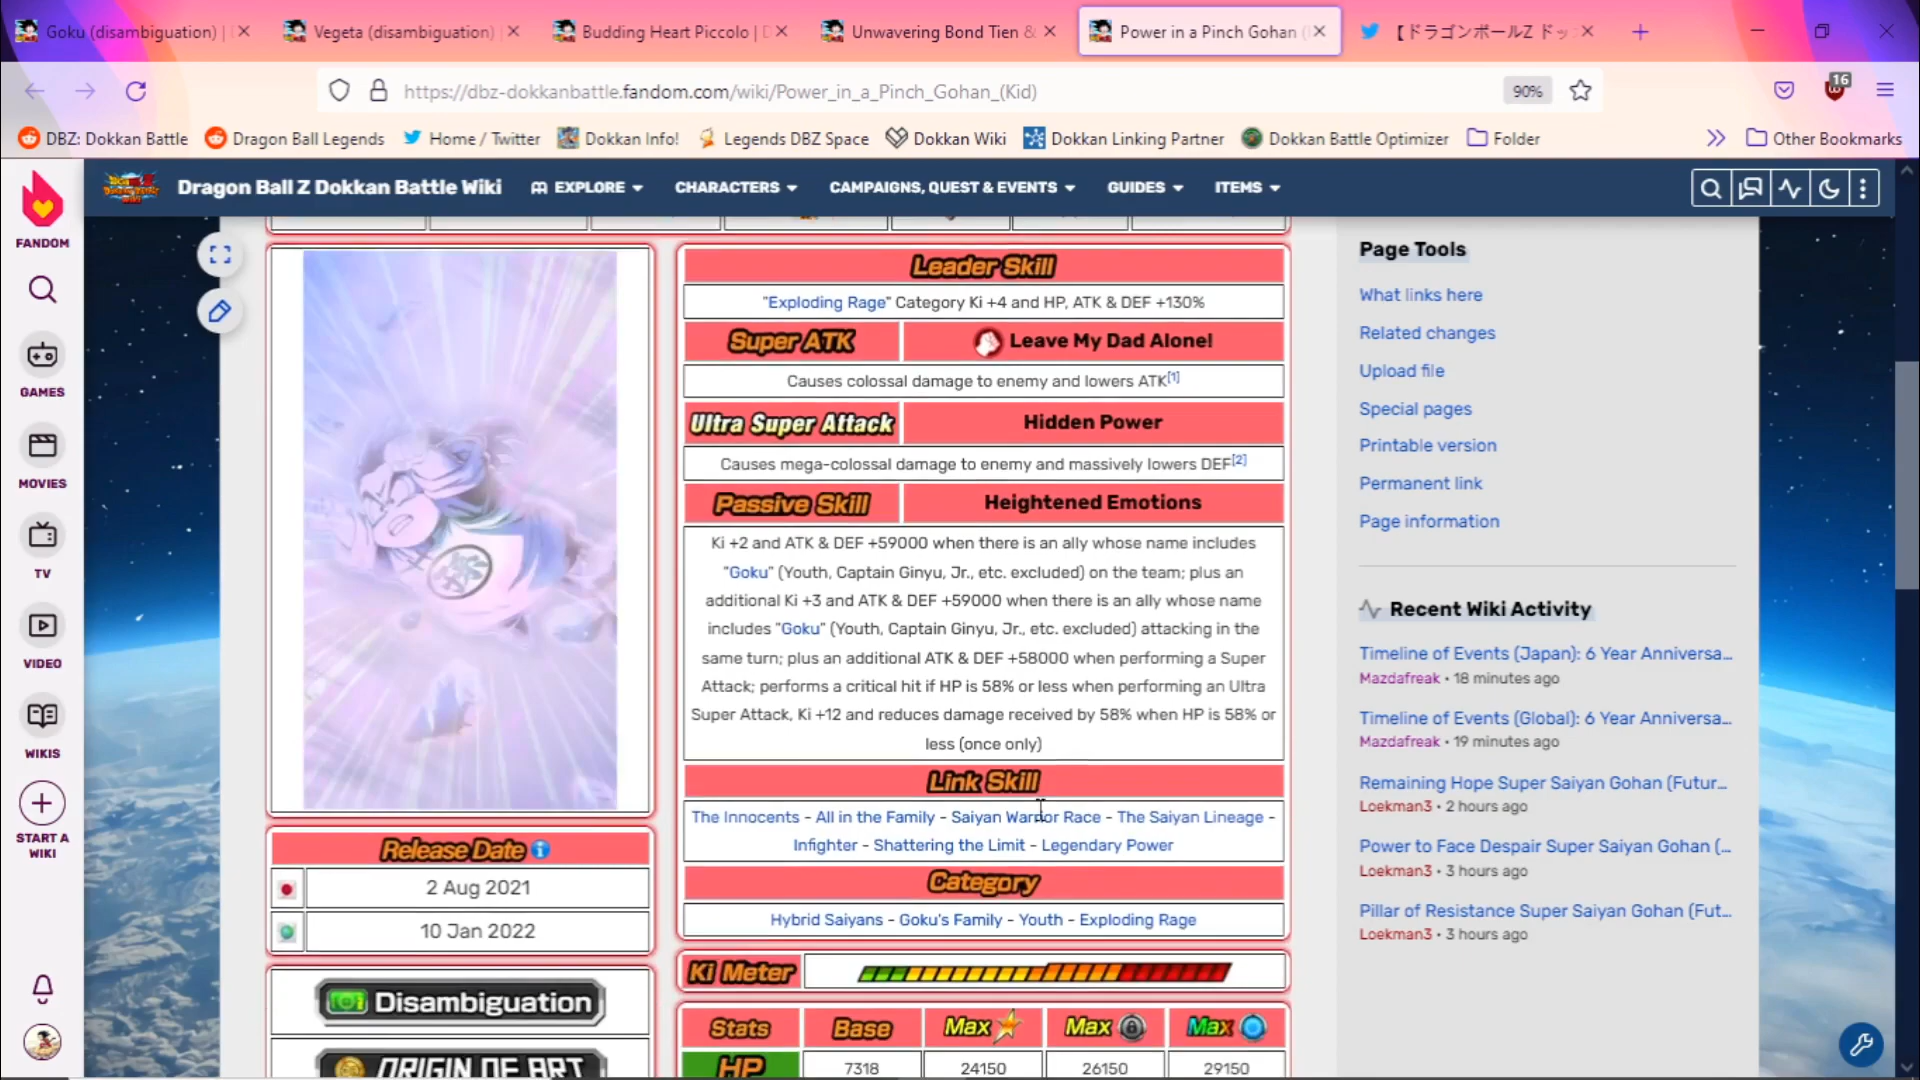 Goku (disambiguation) |
Vegeta (disambiguation)
Budding Heart Piccolo |
Unwavering Bond Tien &
Power in a Pinch Gohan (
【ドラゴンボールZ ドッ
https://dbz-dokkanbattle.fandom.com/wiki/Power_in_a_Pinch_Gohan_(Kid)
90%
16
DBZ: Dokkan Battle
Dragon Ball Legends
Home / Twitter
Dokkan Info!
Legends DBZ Space
Dokkan Wiki
Dokkan Linking Partner
Dokkan Battle Optimizer
Folder
Other Bookmarks
Dragon Ball Z Dokkan Battle Wiki
EXPLORE
CHARACTERS
CAMPAIGNS, QUEST & EVENTS
GUIDES
ITEMS
FANDOM
GAMES
MOVIES
TV
VIDEO
WIKIS
START A
WIKI
Leader Skill
"Exploding Rage" Category Ki +4 and HP, ATK & DEF +130%
Super ATK
Leave My Dad Alone!
Causes colossal damage to enemy and lowers ATK[1]
Ultra Super Attack
Hidden Power
Causes mega-colossal damage to enemy and massively lowers DEF[2]
Passive Skill
Heightened Emotions
Ki +2 and ATK & DEF +59000 when there is an ally whose name includes
"Goku" (Youth, Captain Ginyu, Jr., etc. excluded) on the team; plus an
additional Ki +3 and ATK & DEF +59000 when there is an ally whose name
includes "Goku" (Youth, Captain Ginyu, Jr., etc. excluded) attacking in the
same turn; plus an additional ATK & DEF +58000 when performing a Super
Attack; performs a critical hit if HP is 58% or less when performing an Ultra
Super Attack, Ki +12 and reduces damage received by 58% when HP is 58% or
less (once only)
Link Skill
The Innocents - All in the Family - Saiyan Warrior Race - The Saiyan Lineage -
Infighter - Shattering the Limit - Legendary Power
Category
Hybrid Saiyans - Goku's Family - Youth - Exploding Rage
Ki Meter
Stats
Base
Max
Max
Max
HP
7318
24150
26150
29150
Release Date
2 Aug 2021
10 Jan 2022
Disambiguation
ORIGIN OF ART
Page Tools
What links here
Related changes
Upload file
Special pages
Printable version
Permanent link
Page information
Recent Wiki Activity
Timeline of Events (Japan): 6 Year Anniversa...
Mazdafreak • 18 minutes ago
Timeline of Events (Global): 6 Year Anniversa...
Mazdafreak • 19 minutes ago
Remaining Hope Super Saiyan Gohan (Futur...
Loekman3 • 2 hours ago
Power to Face Despair Super Saiyan Gohan (...
Loekman3 • 3 hours ago
Pillar of Resistance Super Saiyan Gohan (Fut...
Loekman3 • 3 hours ago